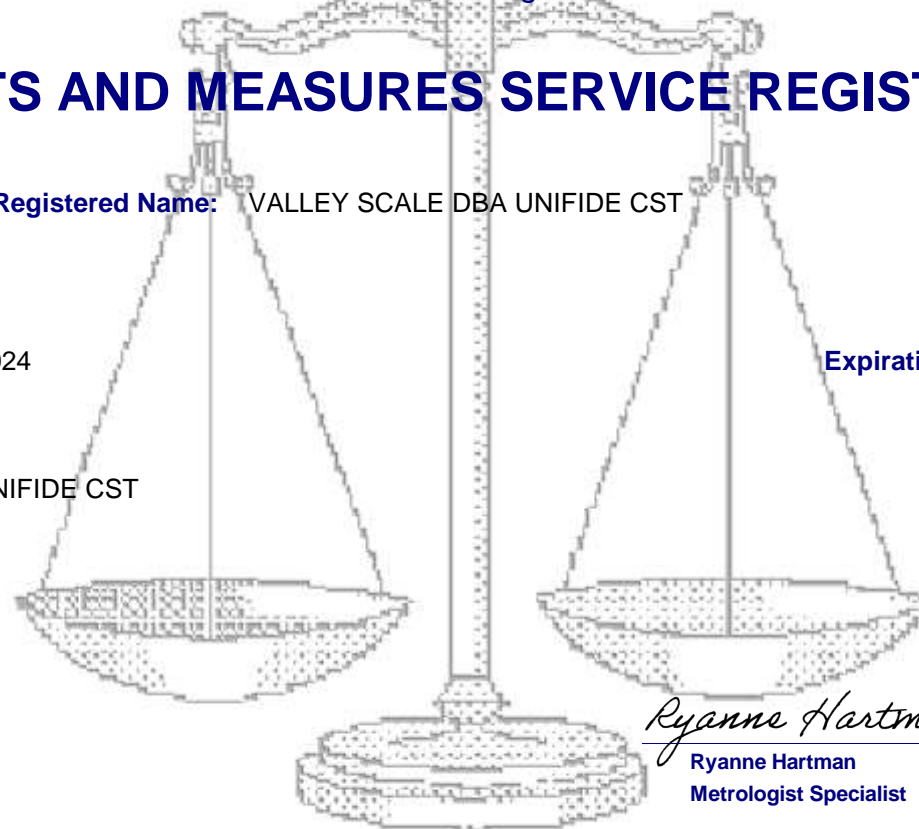 TS AND MEASURES SERVICE REGIST
Registered Name: VALLEY SCALE DBA UNIFIDE CST
024
Expirati
NIFIDE CST
Ryanne Hartm
Ryanne Hartman
Metrologist Specialist